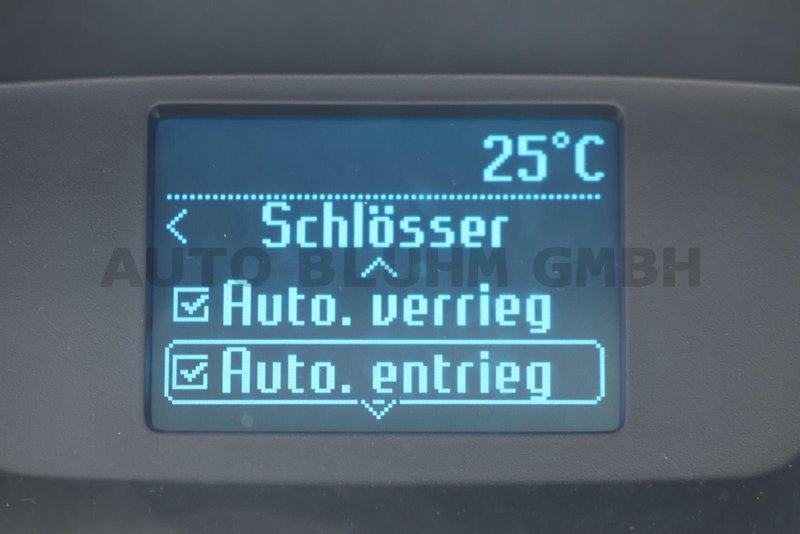 25°C
< Schlösser
AUTO BLUHM GMBH
Auto. verrieg
Auto. entrieg